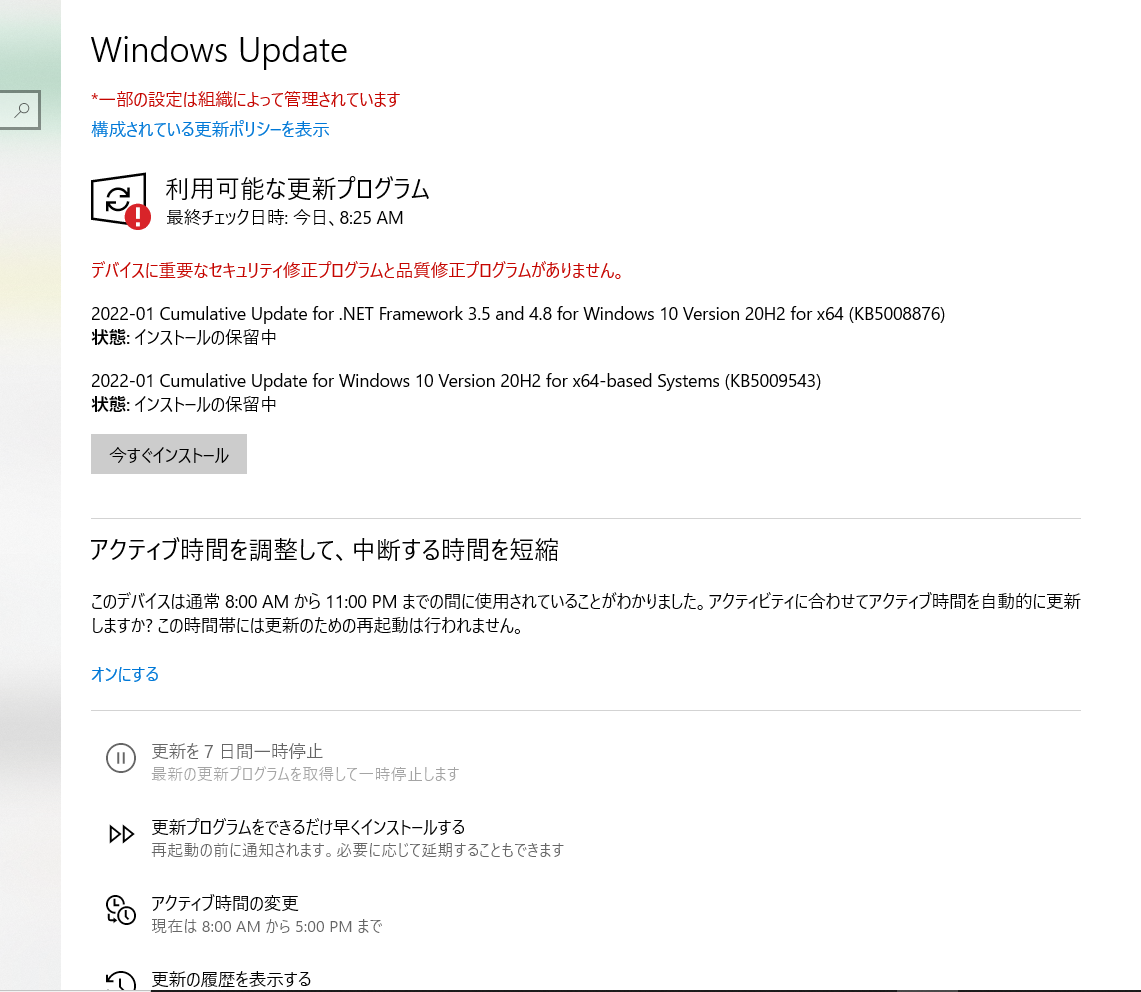 Windows Update
*一部の設定は組織によって管理されています
構成されている更新ポリシーを表示
利用可能な更新プログラム
最終チェック日時: 今日、8:25 AM
デバイスに重要なセキュリティ修正プログラムと品質修正プログラムがありません。
2022-01 Cumulative Update for .NET Framework 3.5 and 4.8 for Windows 10 Version 20H2 for x64 (KB5008876)
状態: インストールの保留中
2022-01 Cumulative Update for Windows 10 Version 20H2 for x64-based Systems (KB5009543)
状態: インストールの保留中
今すぐインストール
アクティブ時間を調整して、中断する時間を短縮
このデバイスは通常 8:00 AM から 11:00 PM までの間に使用されていることがわかりました。アクティビティに合わせてアクティブ時間を自動的に更新
しますか? この時間帯には更新のための再起動は行われません。
オンにする
更新を 7 日間一時停止
最新の更新プログラムを取得して一時停止します
更新プログラムをできるだけ早くインストールする
再起動の前に通知されます。必要に応じて延期することもできます
アクティブ時間の変更
現在は 8:00 AM から 5:00 PM まで
更新の履歴を表示する